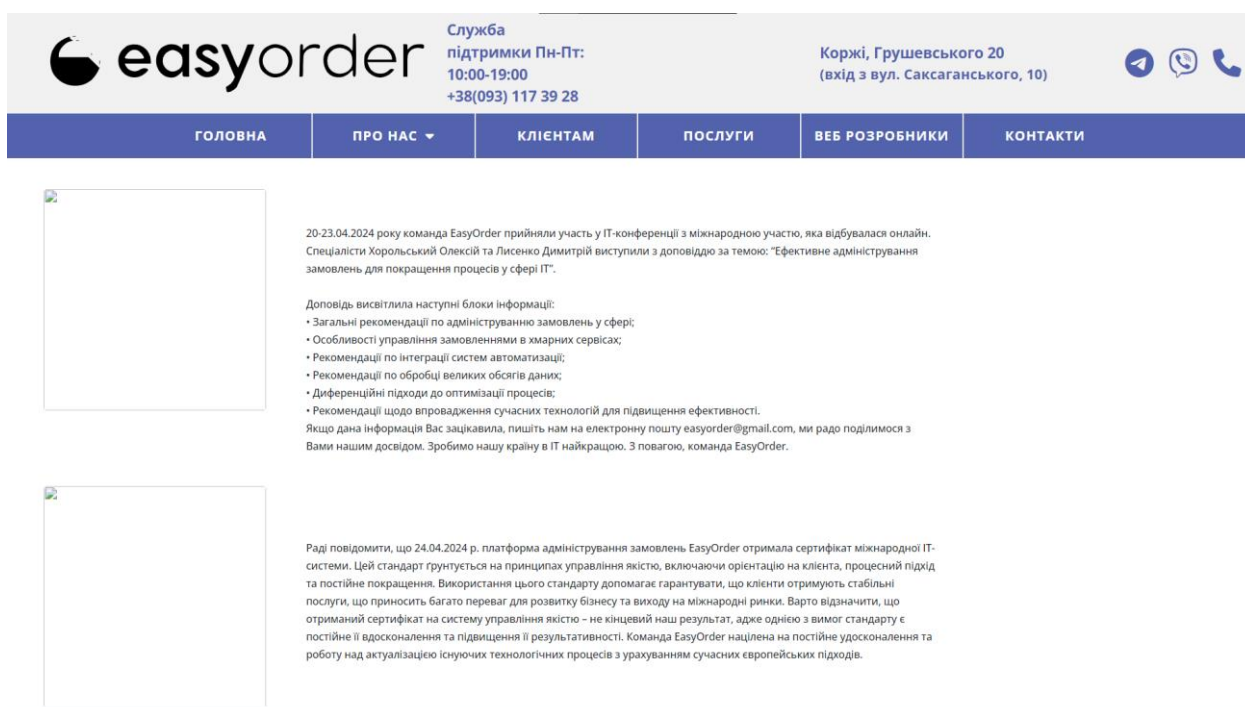 easyorder
Служба
підтримки Пн-Пт:
10:00-19:00
+38(093) 117 39 28
Коржі, Грушевського 20
(вхід з вул. Саксаганського, 10)
ГОЛОВНА
ПРО НАС
КЛІЄНТАМ
ПОСЛУГИ
ВЕБ РОЗРОБНИКИ
КОНТАКТИ
20-23.04.2024 року команда EasyOrder прийняли участь у ІТ-конференції з міжнародною участю, яка відбувалася онлайн.
Спеціалісти Хорольський Олексій та Лисенко Димитрій виступили з доповіддю за темою: “Ефективне адміністрування
замовлень для покращення процесів у сфері ІТ”.
Доповідь висвітлила наступні блоки інформації:
• Загальні рекомендації по адмініструванню замовлень у сфері;
• Особливості управління замовленнями в хмарних сервісах;
• Рекомендації по інтеграції систем автоматизації;
• Рекомендації по обробці великих обсягів даних;
• Диференційні підходи до оптимізації процесів;
• Рекомендації щодо впровадження сучасних технологій для підвищення ефективності.
Якщо дана інформація Вас зацікавила, пишіть нам на електронну пошту easyorder@gmail.com, ми радо поділимося з
Вами нашим досвідом. Зробимо нашу країну в ІТ найкращою. З повагою, команда EasyOrder.
Раді повідомити, що 24.04.2024 р. платформа адміністрування замовлень EasyOrder отримала сертифікат міжнародної ІТ-
системи. Цей стандарт ґрунтується на принципах управління якістю, включаючи орієнтацію на клієнта, процесний підхід
та постійне покращення. Використання цього стандарту допомагає гарантувати, що клієнти отримують стабільні
послуги, що приносить багато переваг для розвитку бізнесу та виходу на міжнародні ринки. Варто відзначити, що
отриманий сертифікат на систему управління якістю – не кінцевий наш результат, адже однією з вимог стандарту є
постійне її вдосконалення та підвищення її результативності. Команда EasyOrder націлена на постійне удосконалення та
роботу над актуалізацією існуючих технологічних процесів з урахуванням сучасних європейських підходів.